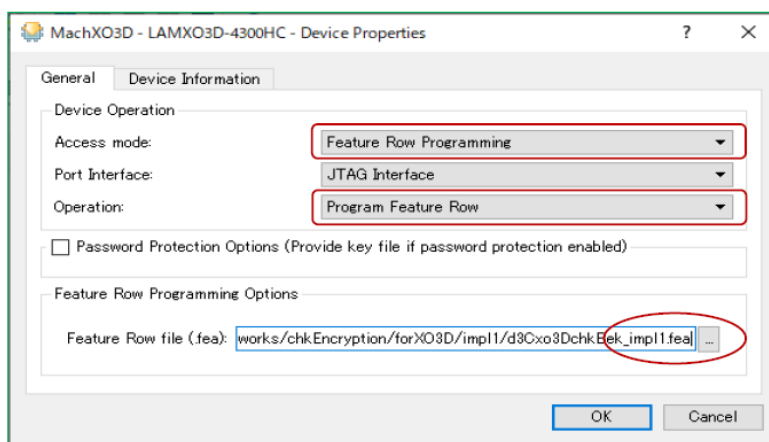 MachXO3D - LAMXO3D-4300HC - Device Properties ? ×
General Device Information
Device Operation
Access mode: Feature Row Programming
Port Interface: JTAG Interface
Operation: Program Feature Row
Password Protection Options (Provide key file if password protection enabled)
Feature Row Programming Options
Feature Row file (.fea): works/chkEncryption/forXO3D/impl1/d3Cxo3DchkBek_impl1.fea ...
OK Cancel